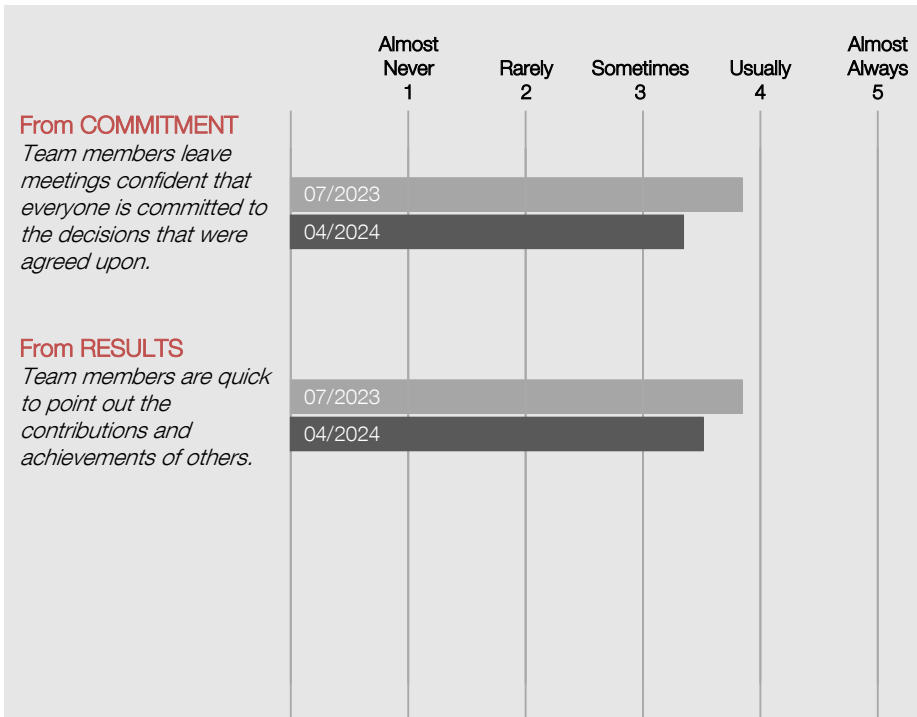 Almost
Never
1
Rarely
2
Sometimes
3
Usually
4
Almost
Always
5
From COMMITMENT
Team members leave
meetings confident that
everyone is committed to
the decisions that were
agreed upon.
07/2023
04/2024
From RESULTS
Team members are quick
to point out the
contributions and
achievements of others.
07/2023
04/2024